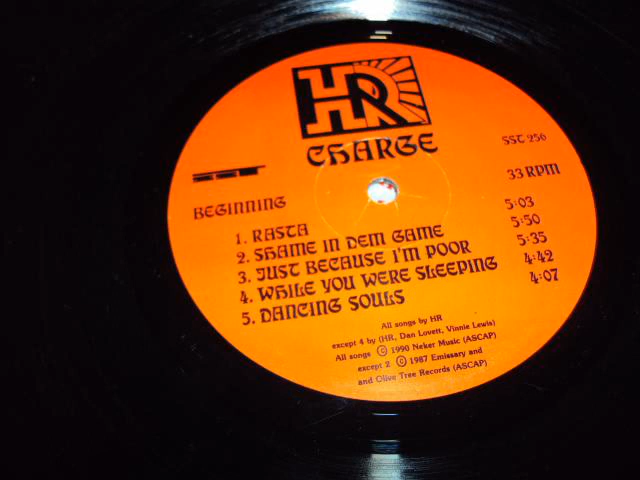 HR
CHARGE
SST 256
33 RPM
BEGINNING
1. RASTA 5:03
2. SHAME IN DEM GAME 5:50
3. JUST BECAUSE I'M POOR 5:35
4. WHILE YOU WERE SLEEPING 4:42
5. DANCING SOULS 4:07
All songs by HR
except 4 by (HR, Dan Lovett, Vinnie Lewis)
All songs © 1990 Neker Music (ASCAP)
except 2 © 1987 Emissary and
and Olive Tree Records (ASCAP)